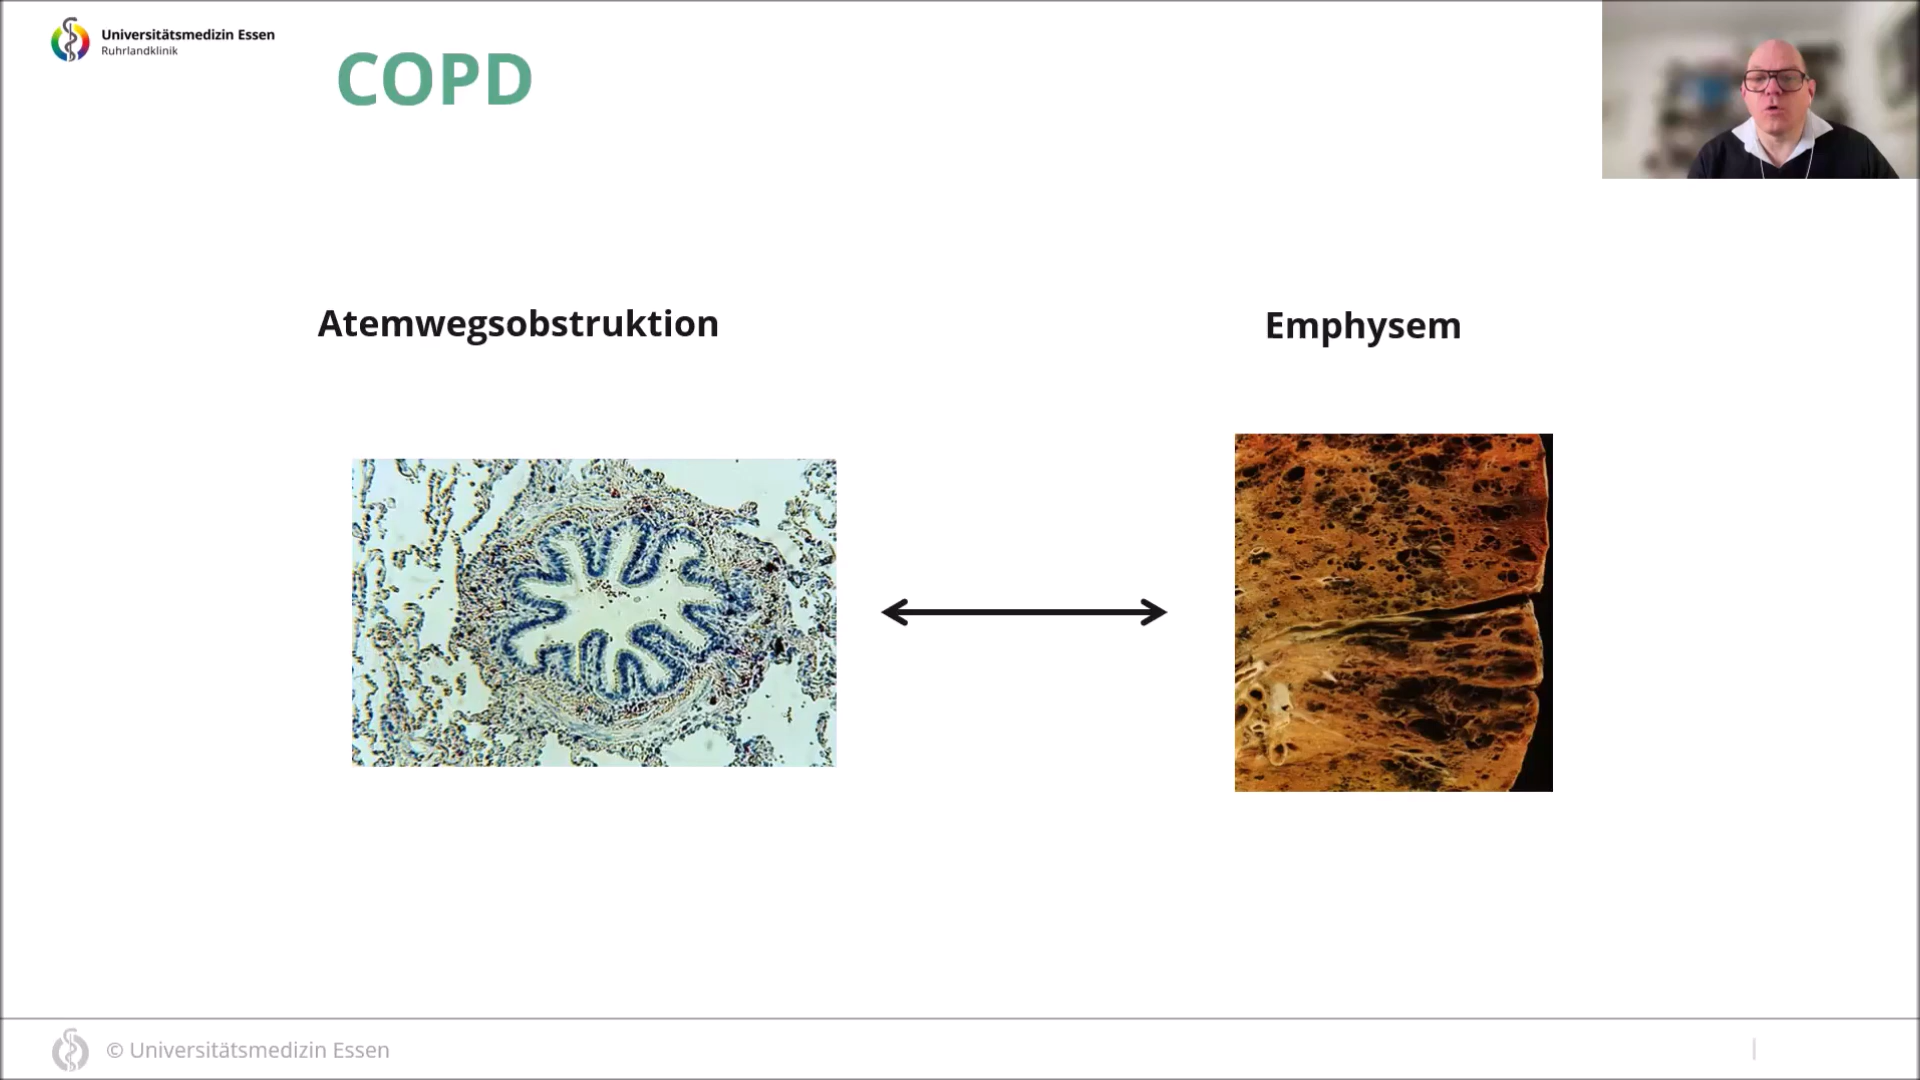 Universitätsmedizin Essen
Ruhrlandklinik
COPD
Atemwegsobstruktion
Emphysem
© Universitätsmedizin Essen